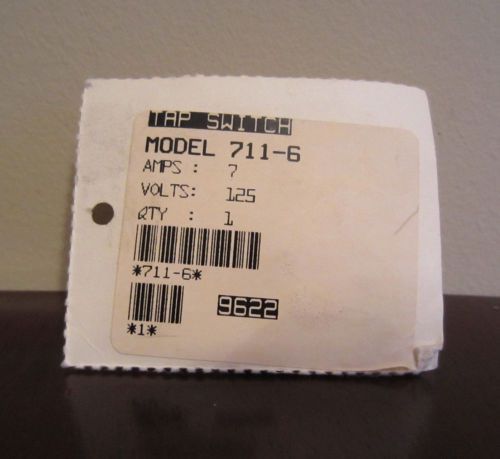 TAP SWITCH
MODEL 711-6
AMPS : 7
VOLTS: 125
QTY : 1
*711-6*
9622
*1*